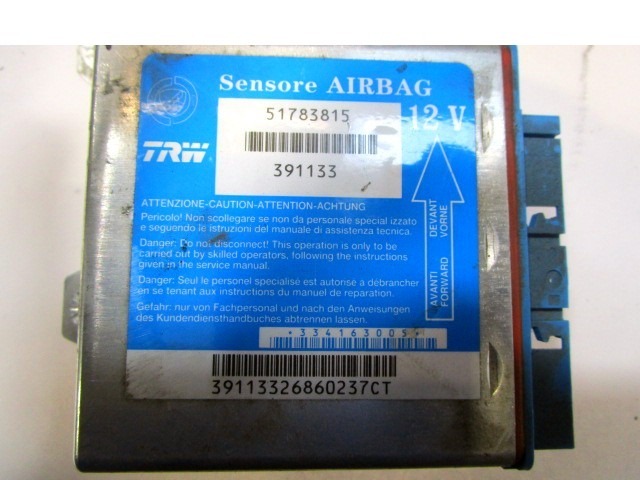 Sensore AIRBAG
51783815
12 V
391133
TRW
ATTENZIONE-CAUTION-ATTENTION-ACHTUNG
Pericolo! Non scollegare se non da personale special izzato
e seguendo le istruzioni del manuale di assistenza tecnica.
Danger: Do not disconnect! This operation is only to be
carried out by skilled operators, following the instructions
given in the service manual.
Danger: Seul le personel specialise est autorise à débrancher
en se tenant aux instructions du manuel de reparation.
Gefahr: nur von Fachpersonal und nach den Anweisungen
des Kundendiensthandbuches abtrennen lassen.
AVANTI DEVANT
FORWARD VORNE
*334163005*
39113326860237CT